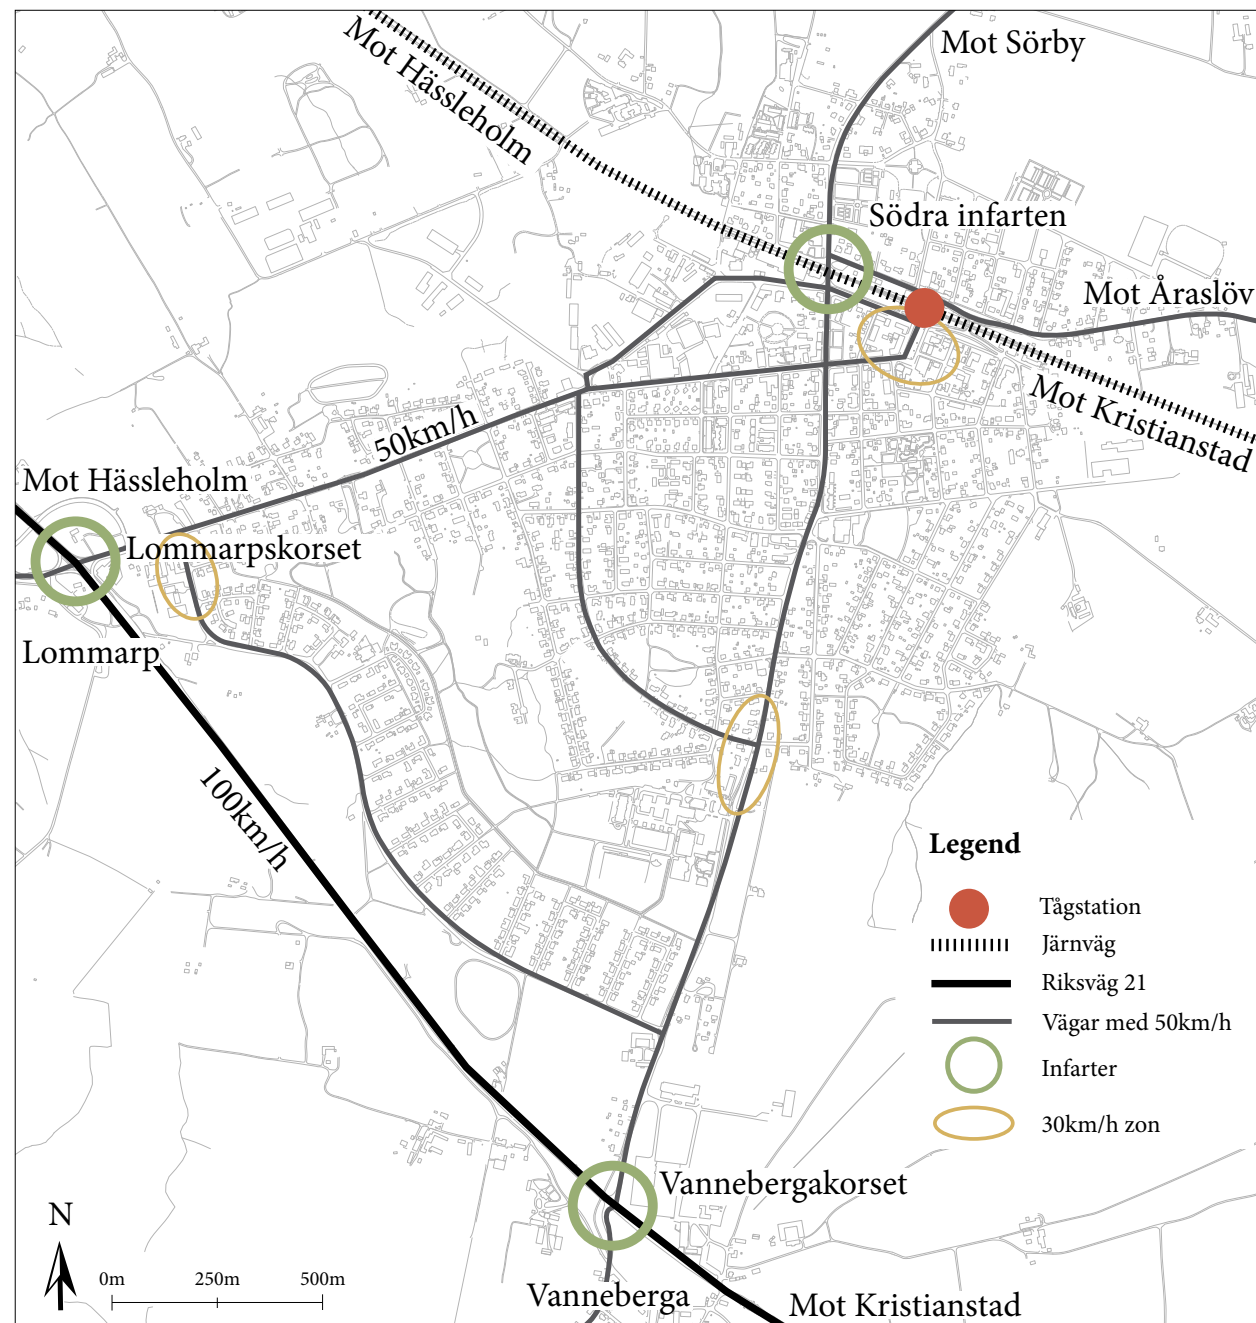 Mot Sörby
Mot Hässleholm
Södra infarten
Mot Åraslöv
Mot Kristianstad
50km/h
Mot Hässleholm
Lommarpskorset
Lommarp
100km/h
Legend
Tågstation
Järnväg
Riksväg 21
Vägar med 50km/h
Infarter
30km/h zon
Vannebergakorset
N
0m 250m 500m
Vanneberga
Mot Kristianstad